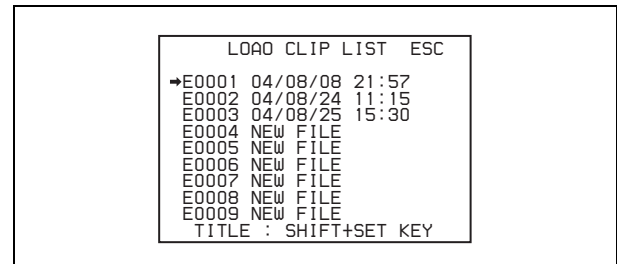 LOAO CLIP LIST ESC
➡E0001 04/08/08 21:57
E0002 04/08/24 11:15
E0003 04/08/25 15:30
E0004 NEW FILE
E0005 NEW FILE
E0006 NEW FILE
E0007 NEW FILE
E0008 NEW FILE
E0009 NEW FILE
TITLE : SHIFT+SET KEY